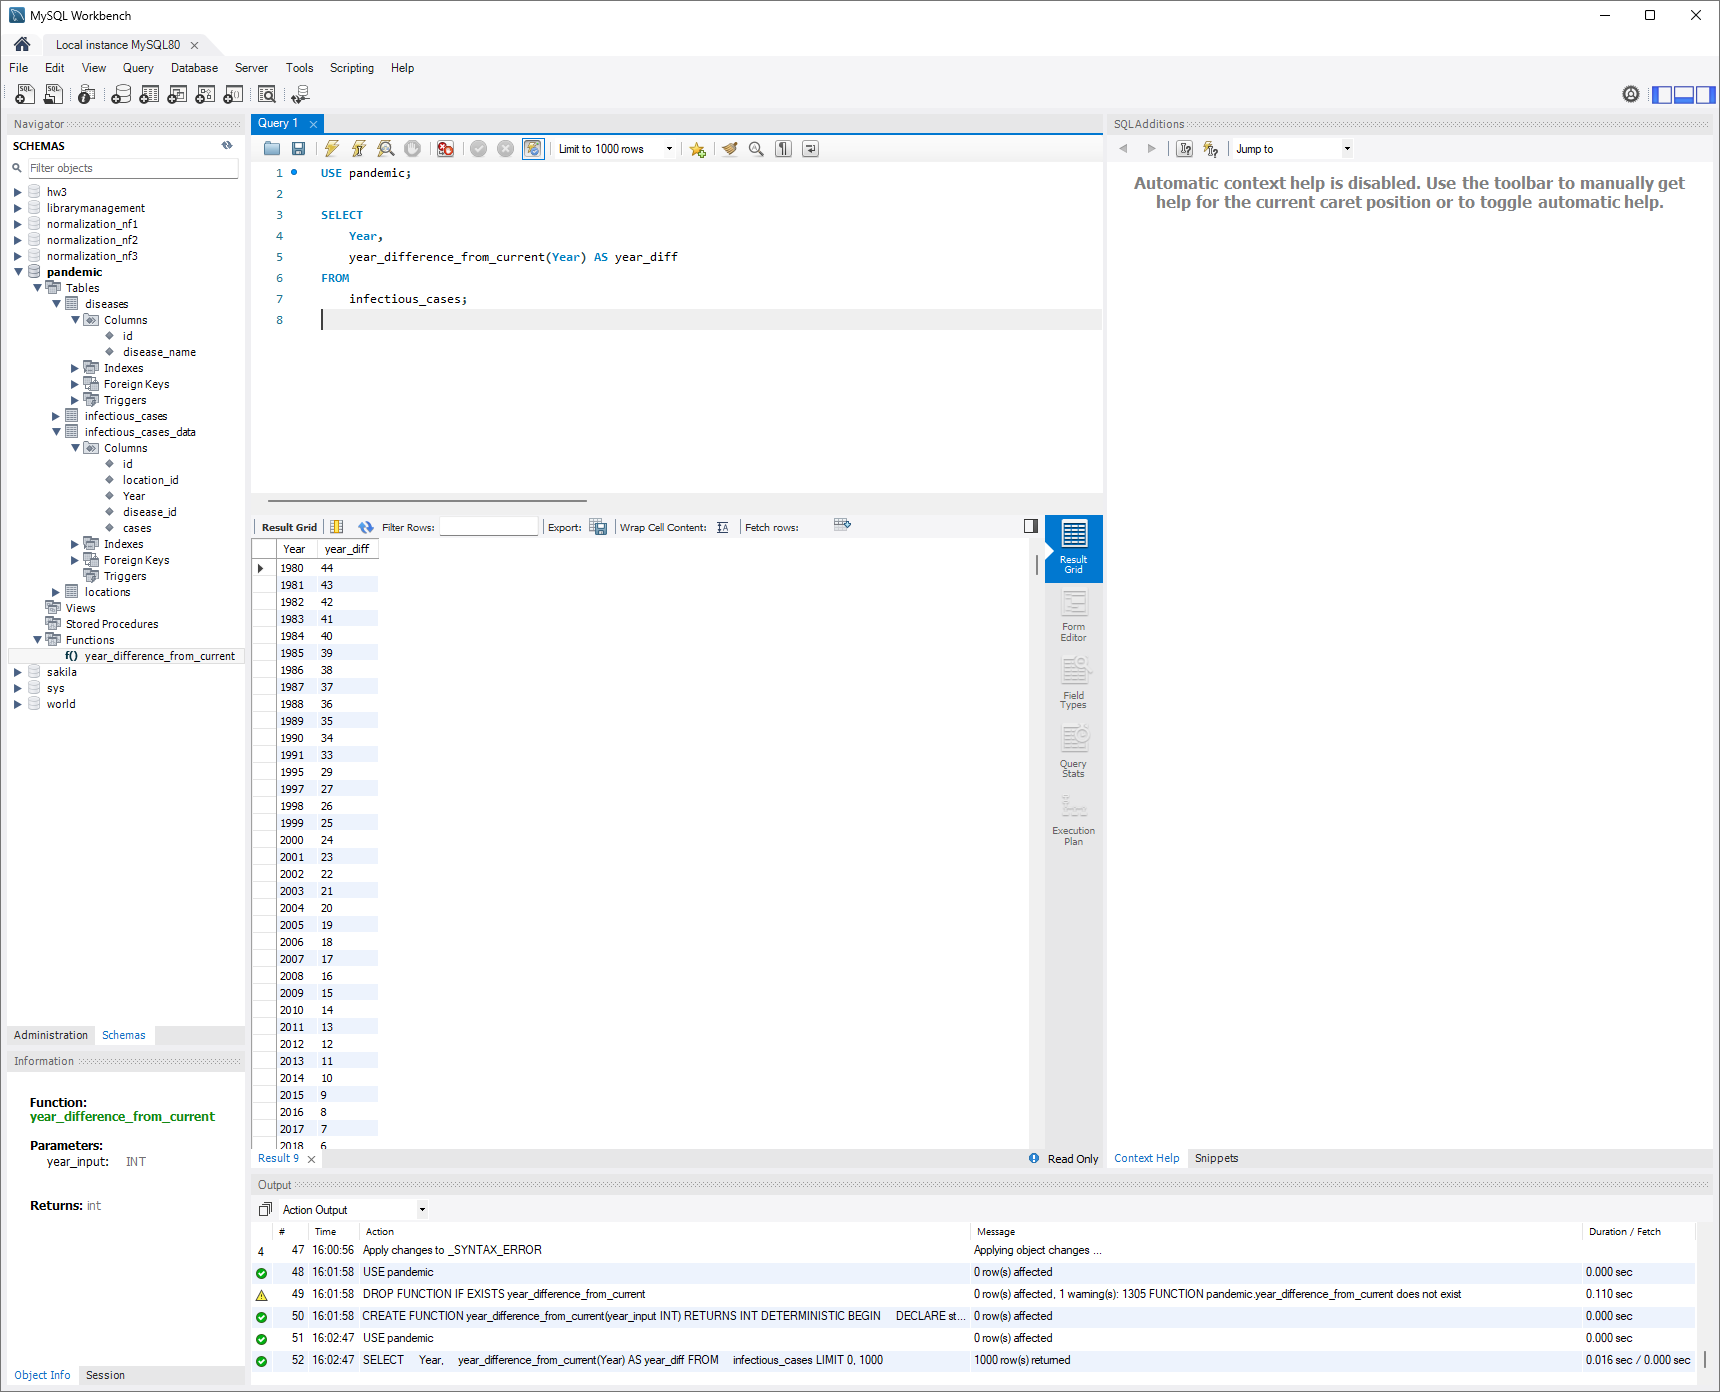 MySQL Workbench
Local instance MySQL80
File Edit View Query Database Server Tools Scripting Help
Navigator
SCHEMAS
Filter objects
hw3
librarymanagement
normalization_nf1
normalization_nf2
normalization_nf3
pandemic
Tables
diseases
Columns
id
disease_name
Indexes
Foreign Keys
Triggers
infectious_cases
infectious_cases_data
Columns
id
location_id
Year
disease_id
cases
Indexes
Foreign Keys
Triggers
locations
Views
Stored Procedures
Functions
f() year_difference_from_current
sakila
sys
world
Administration Schemas
Information
Function:
year_difference_from_current
Parameters:
year_input: INT
Returns: int
Object Info Session
Query 1
Limit to 1000 rows
1 USE pandemic;
2
3 SELECT
4 Year,
5 year_difference_from_current(Year) AS year_diff
6 FROM
7 infectious_cases;
8
Result Grid Filter Rows: Export: Wrap Cell Content: Fetch rows:
Year year_diff
1980 44
1981 43
1982 42
1983 41
1984 40
1985 39
1986 38
1987 37
1988 36
1989 35
1990 34
1991 33
1995 29
1997 27
1998 26
1999 25
2000 24
2001 23
2002 22
2003 21
2004 20
2005 19
2006 18
2007 17
2008 16
2009 15
2010 14
2011 13
2012 12
2013 11
2014 10
2015 9
2016 8
2017 7
2018 6
Result
Grid
Form
Editor
Field
Types
Query
Stats
Execution
Plan
Result 9
Read Only
SQLAdditions
Jump to
Automatic context help is disabled. Use the toolbar to manually get
help for the current caret position or to toggle automatic help.
Context Help Snippets
Output
Action Output
# Time Action Message Duration / Fetch
4 47 16:00:56 Apply changes to _SYNTAX_ERROR Applying object changes ...
48 16:01:58 USE pandemic 0 row(s) affected 0.000 sec
49 16:01:58 DROP FUNCTION IF EXISTS year_difference_from_current 0 row(s) affected, 1 warning(s): 1305 FUNCTION pandemic.year_difference_from_current does not exist 0.110 sec
50 16:01:58 CREATE FUNCTION year_difference_from_current(year_input INT) RETURNS INT DETERMINISTIC BEGIN DECLARE st... 0 row(s) affected 0.000 sec
51 16:02:47 USE pandemic 0 row(s) affected 0.000 sec
52 16:02:47 SELECT Year, year_difference_from_current(Year) AS year_diff FROM infectious_cases LIMIT 0, 1000 1000 row(s) returned 0.016 sec / 0.000 sec